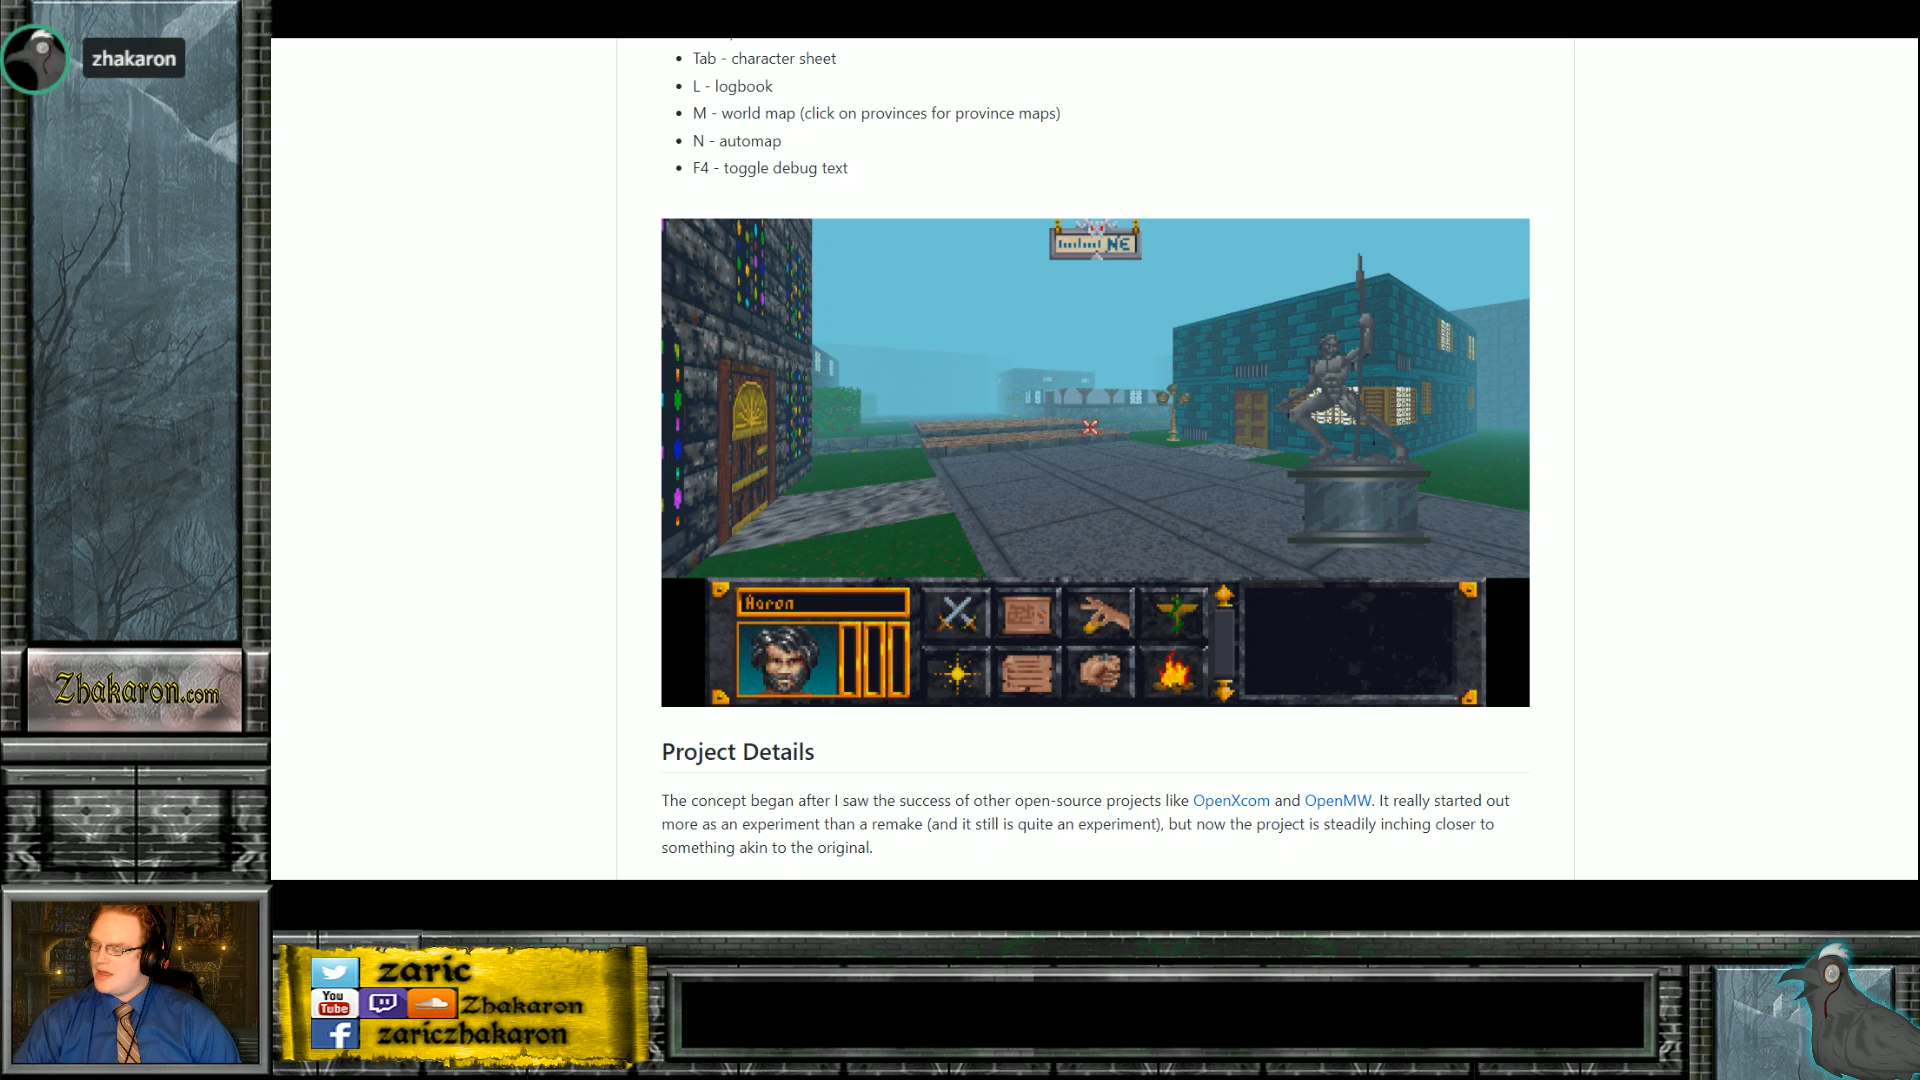 zhakaron
Tab - character sheet
L - logbook
M - world map (click on provinces for province maps)
N - automap
F4 - toggle debug text
NE
Aaron
Project Details
The concept began after I saw the success of other open-source projects like OpenXcom and OpenMW. It really started out
more as an experiment than a remake (and it still is quite an experiment), but now the project is steadily inching closer to
something akin to the original.
Zhakaron.com
zaric
You
Tube
Zhakaron
zariczhakaron